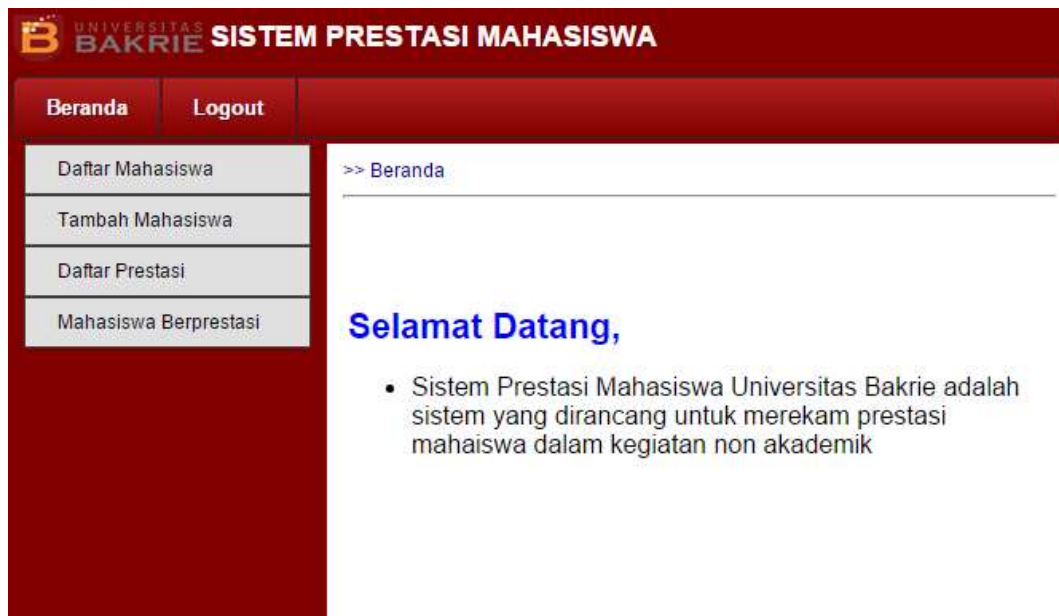 UNIVERSITAS
BAKRIE SISTEM PRESTASI MAHASISWA
Beranda Logout
Daftar Mahasiswa
Tambah Mahasiswa
Daftar Prestasi
Mahasiswa Berprestasi
>> Beranda
Selamat Datang,
• Sistem Prestasi Mahasiswa Universitas Bakrie adalah
sistem yang dirancang untuk merekam prestasi
mahaiswa dalam kegiatan non akademik